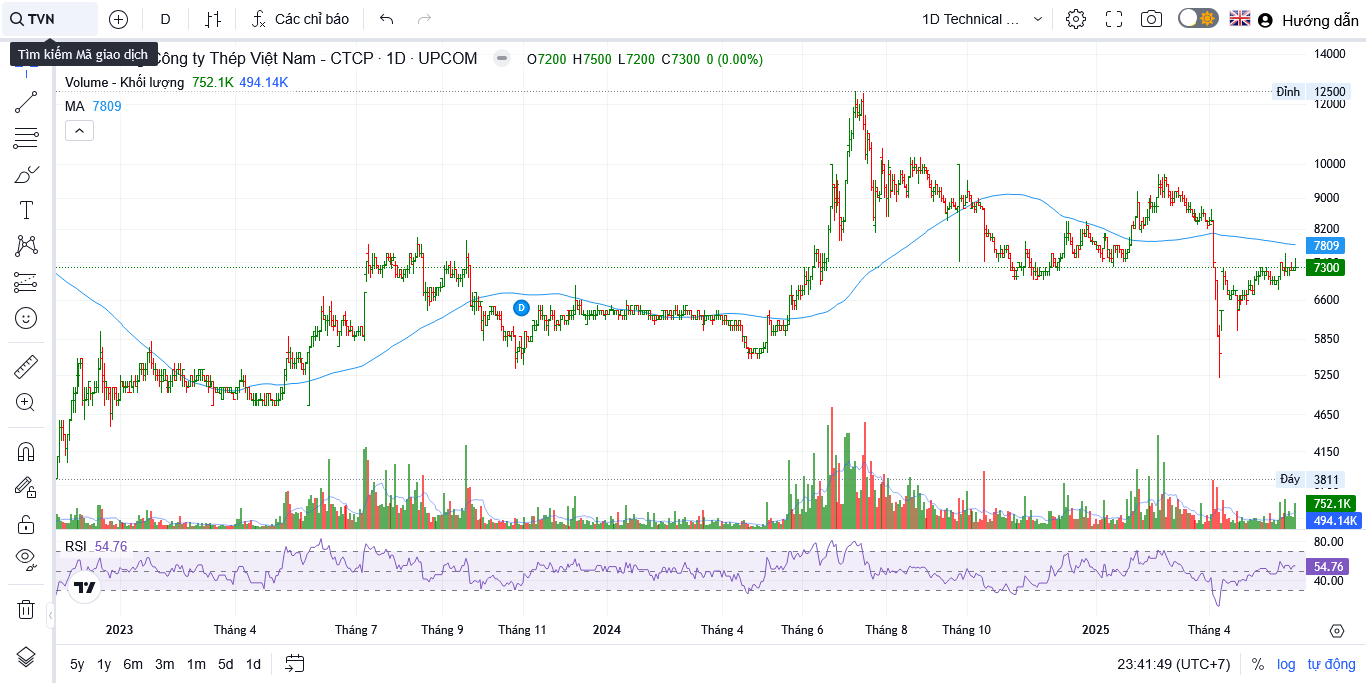 TVN
D
Các chỉ báo
1D Technical ...
Hướng dẫn
Tìm kiếm Mã giao dịch
Công ty Thép Việt Nam - CTCP · 1D · UPCOM
O7200 H7500 L7200 C7300 0 (0.00%)
Volume - Khối lượng 752.1K 494.14K
MA 7809
14000
Đỉnh 12500
12000
10000
9000
8200
7809
7300
6600
5850
5250
4650
4150
Đáy 3811
752.1K
494.14K
RSI 54.76
80.00
54.76
40.00
D
2023 Tháng 4 Tháng 7 Tháng 9 Tháng 11 2024 Tháng 4 Tháng 6 Tháng 8 Tháng 10 2025 Tháng 4
5y 1y 6m 3m 1m 5d 1d
23:41:49 (UTC+7) % log tự động